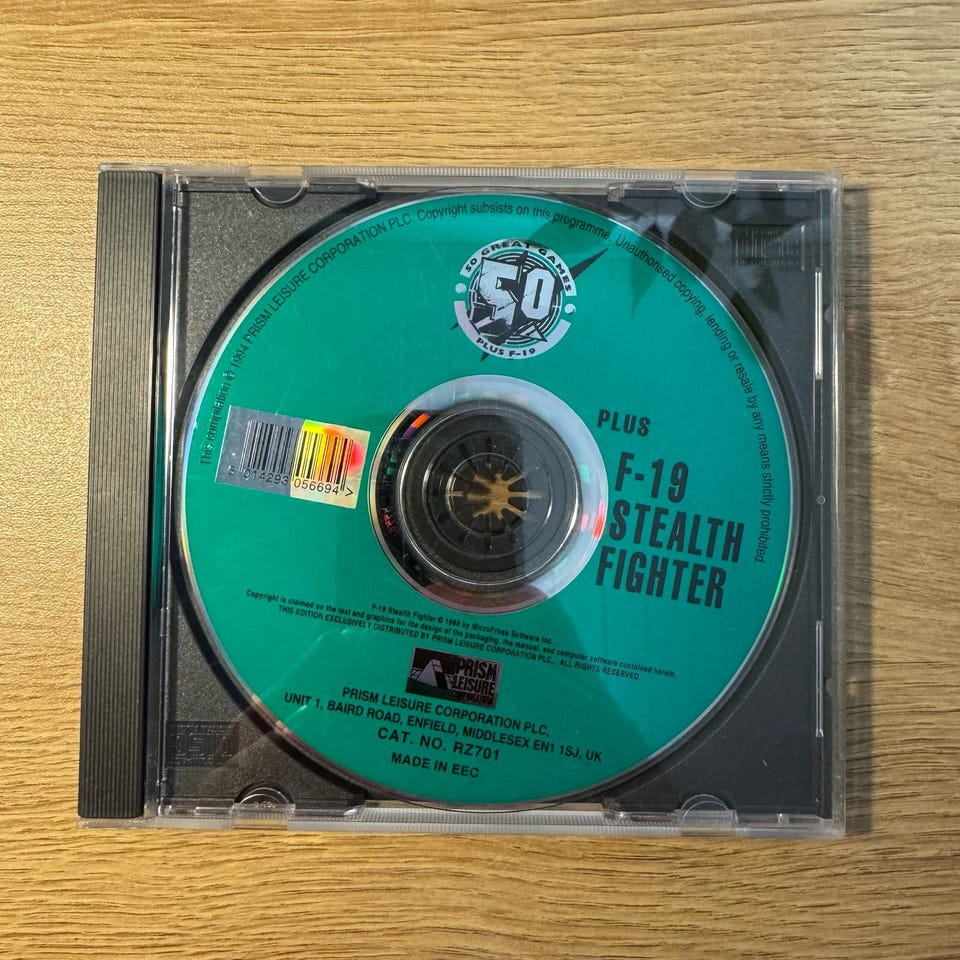 This compilation © 1994 PRISM LEISURE CORPORATION PLC. Copyright subsists on this programme. Unauthorised copying, lending or resale by any means strictly prohibited.
50 GREAT GAMES
50
PLUS F-19
PLUS
F-19
STEALTH
FIGHTER
5 014293 056694 >
F-19 Stealth Fighter © 1988 by MicroProse Software Inc.
Copyright is claimed on the text and graphics for the design of the packaging, the manual, and computer software contained herein.
THIS EDITION EXCLUSIVELY DISTRIBUTED BY PRISM LEISURE CORPORATION PLC., ALL RIGHTS RESERVED.
PRISM
LEISURE
CORPORATION
PRISM LEISURE CORPORATION PLC.
UNIT 1, BAIRD ROAD, ENFIELD, MIDDLESEX EN1 1SJ, UK
CAT. NO. RZ701
MADE IN EEC